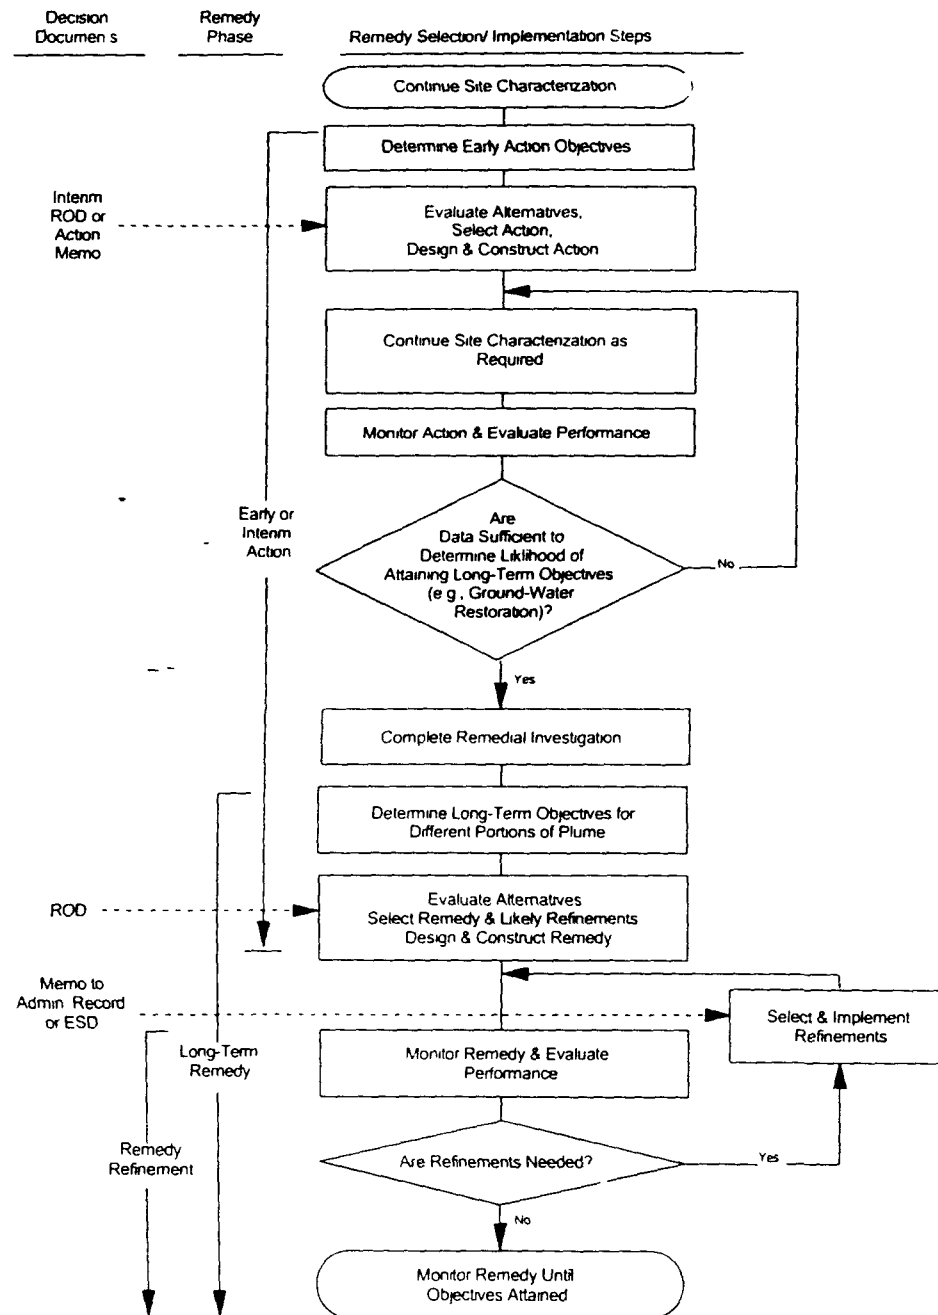 Decision
Documen s
Remedy
Phase
Remedy Selection/ Implementation Steps
Continue Site Characterization
Determine Early Action Objectives
Interim
ROD or
Action
Memo
Evaluate Alternatives,
Select Action,
Design & Construct Action
Continue Site Characterization as
Required
Monitor Action & Evaluate Performance
Early or
Interim
Action
Are
Data Sufficient to
Determine Liklihood of
Attaining Long-Term Objectives
(e g , Ground-Water
Restoration)?
No
Yes
Complete Remedial Investigation
Determine Long-Term Objectives for
Different Portions of Plume
ROD
Evaluate Alternatives
Select Remedy & Likely Refinements
Design & Construct Remedy
Memo to
Admin Record
or ESD
Select & Implement
Refinements
Long-Term
Remedy
Monitor Remedy & Evaluate
Performance
Remedy
Refinement
Are Refinements Needed?
Yes
No
Monitor Remedy Until
Objectives Attained